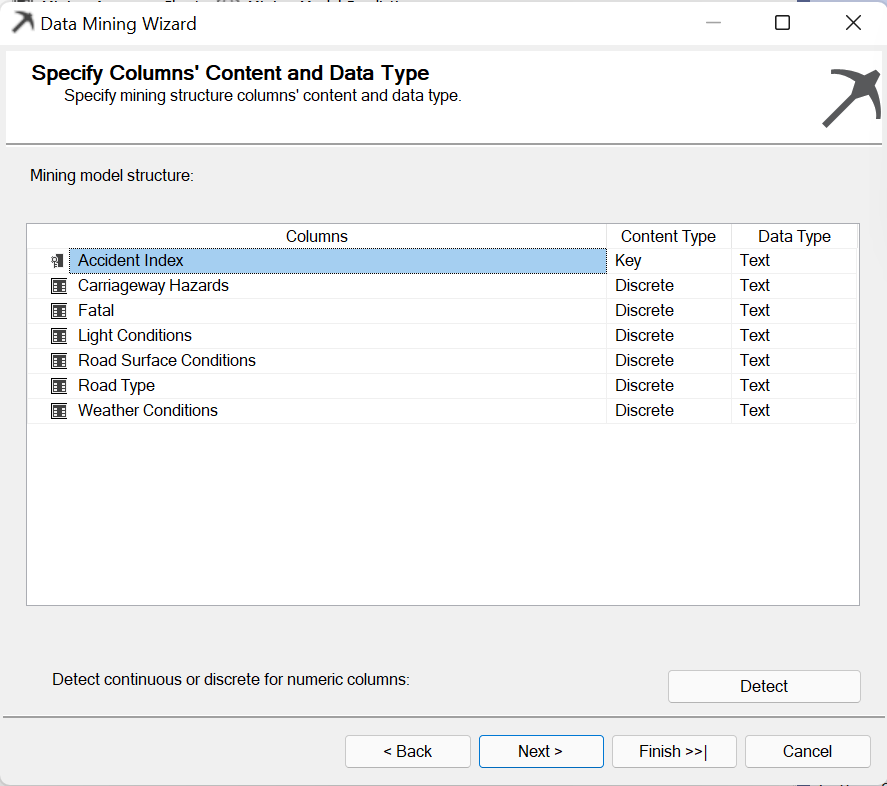 Data Mining Wizard
Specify Columns' Content and Data Type
Specify mining structure columns' content and data type.
Mining model structure:
Columns Content Type Data Type
Accident Index Key Text
Carriageway Hazards Discrete Text
Fatal Discrete Text
Light Conditions Discrete Text
Road Surface Conditions Discrete Text
Road Type Discrete Text
Weather Conditions Discrete Text
Detect continuous or discrete for numeric columns:
Detect
< Back Next > Finish >>| Cancel